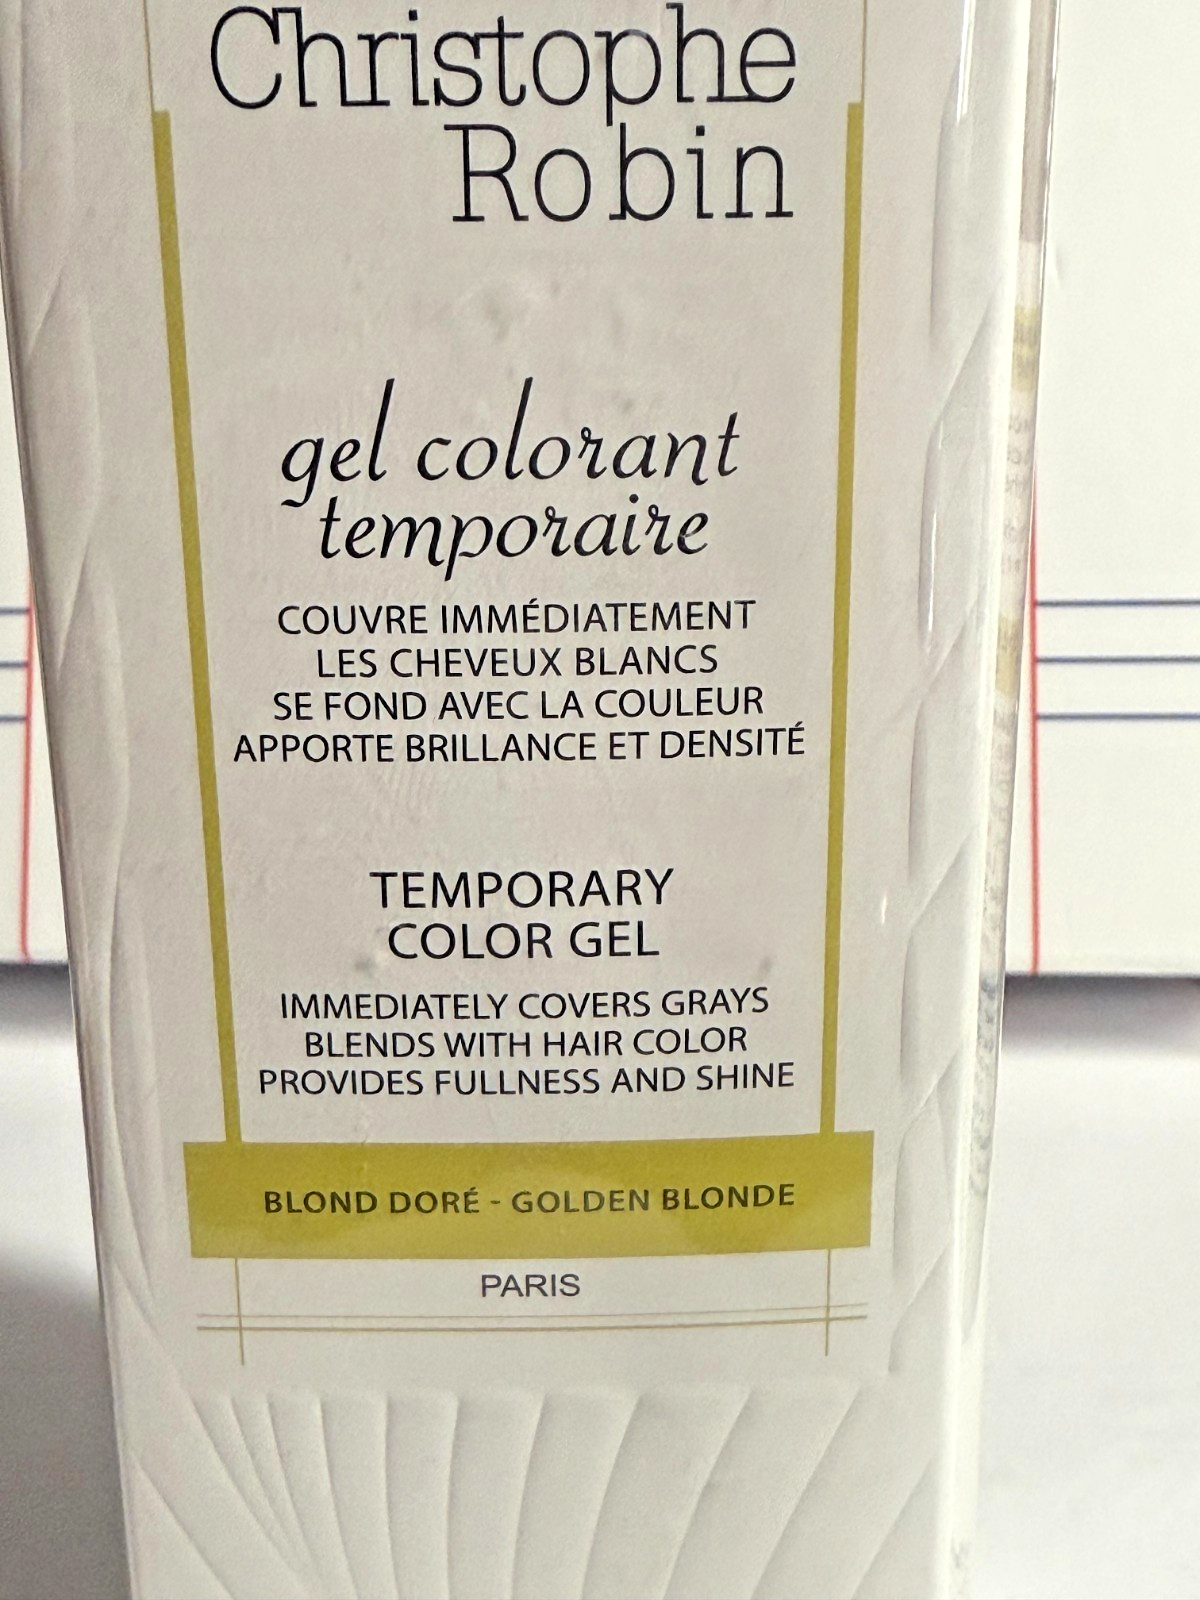 Christophe
Robin
gel colorant
temporaire
COUVRE IMMÉDIATEMENT
LES CHEVEUX BLANCS
SE FOND AVEC LA COULEUR
APPORTE BRILLANCE ET DENSITÉ
TEMPORARY
COLOR GEL
IMMEDIATELY COVERS GRAYS
BLENDS WITH HAIR COLOR
PROVIDES FULLNESS AND SHINE
BLOND DORÉ - GOLDEN BLONDE
PARIS